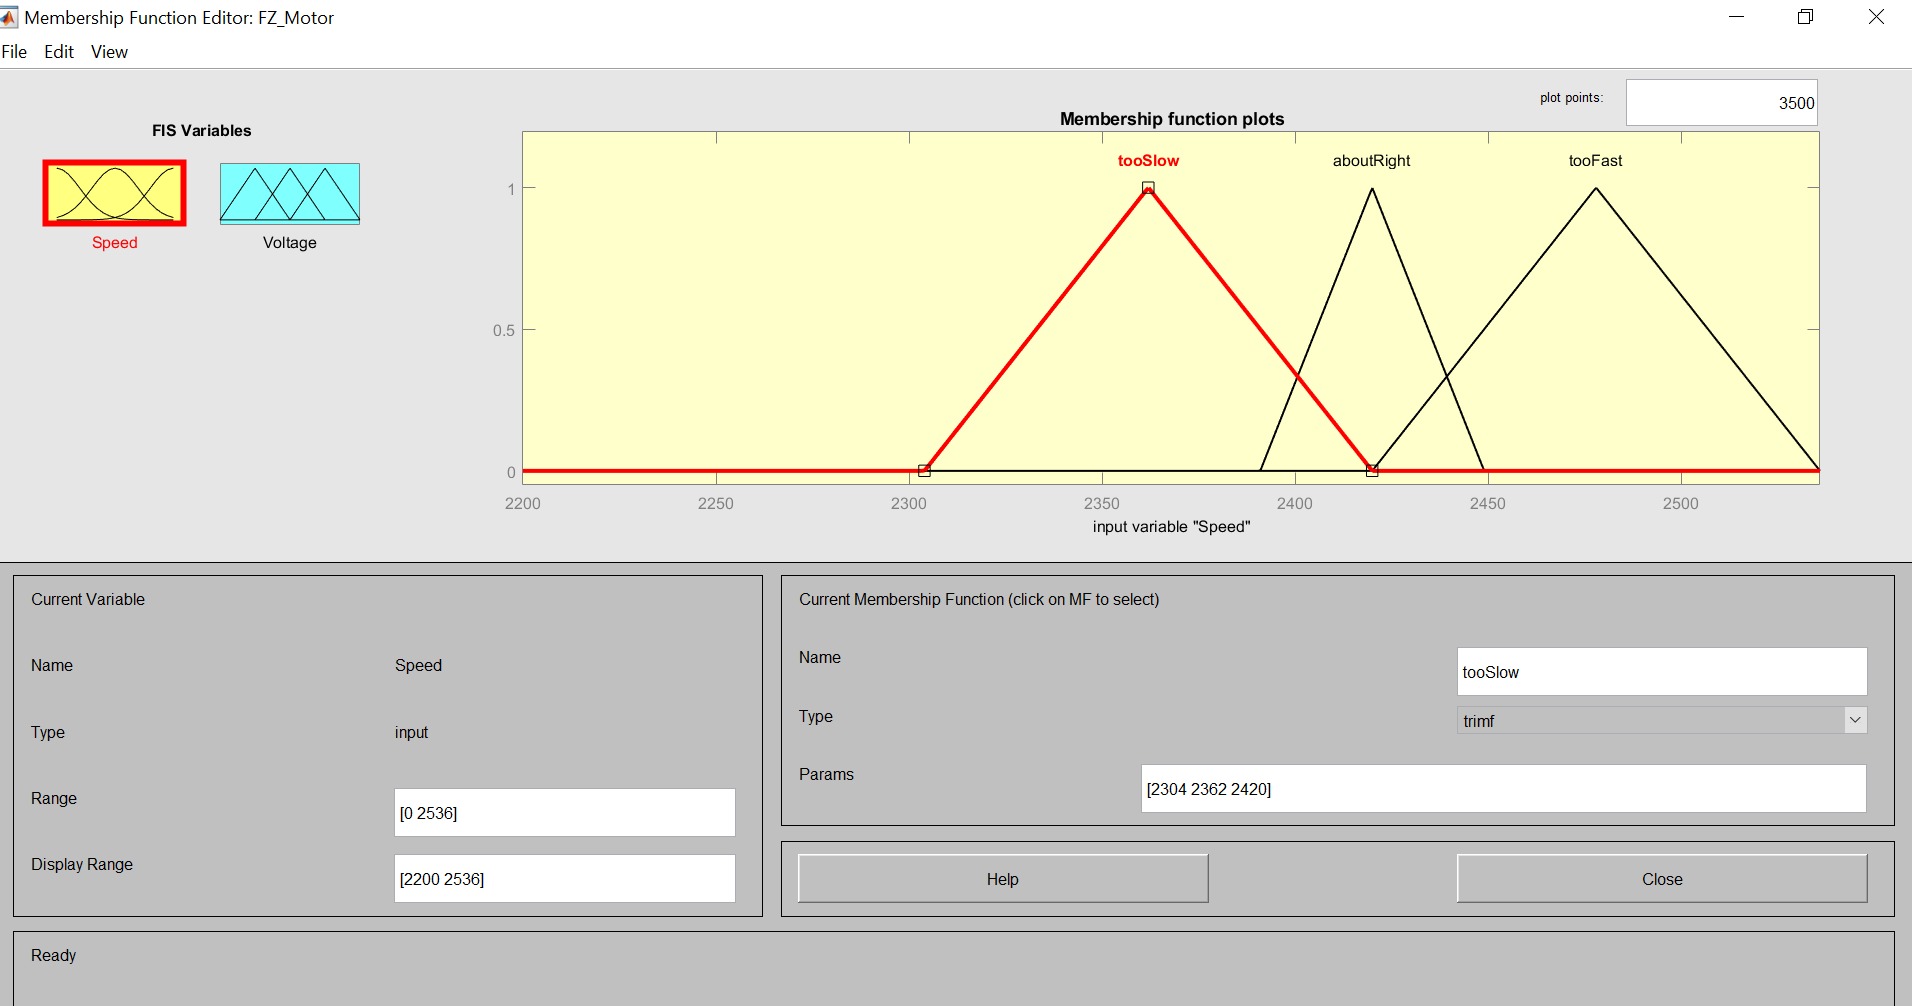 Membership Function Editor: FZ_Motor
File Edit View
plot points: 3500
FIS Variables
Speed
Voltage
Membership function plots
tooSlow aboutRight tooFast
1
0.5
0
2200 2250 2300 2350 2400 2450 2500
input variable "Speed"
Current Variable
Name Speed
Type input
Range [0 2536]
Display Range [2200 2536]
Current Membership Function (click on MF to select)
Name tooSlow
Type trimf
Params [2304 2362 2420]
Help Close
Ready